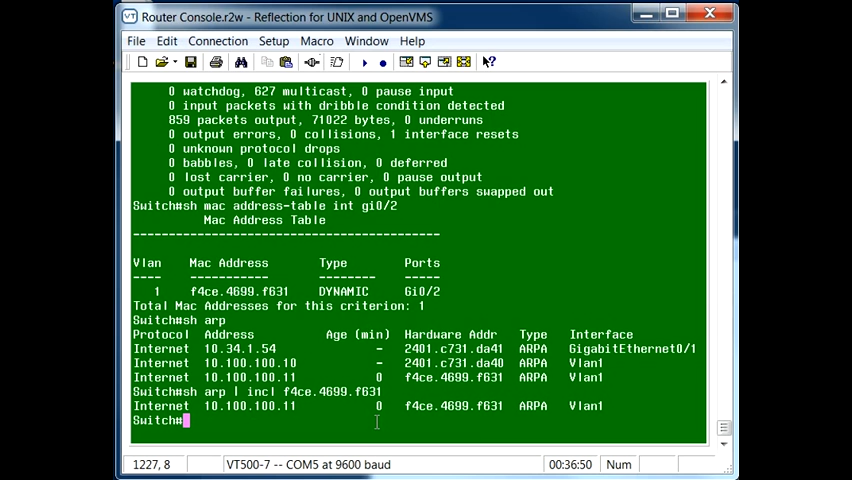 Router Console.r2w - Reflection for UNIX and OpenVMS
File Edit Connection Setup Macro Window Help
0 watchdog, 627 multicast, 0 pause input
0 input packets with dribble condition detected
859 packets output, 71022 bytes, 0 underruns
0 output errors, 0 collisions, 1 interface resets
0 unknown protocol drops
0 babbles, 0 late collision, 0 deferred
0 lost carrier, 0 no carrier, 0 pause output
0 output buffer failures, 0 output buffers swapped out
Switch#sh mac address-table int gi0/2
Mac Address Table
-------------------------------------------
Vlan Mac Address Type Ports
---- ----------- -------- -----
1 f4ce.4699.f631 DYNAMIC Gi0/2
Total Mac Addresses for this criterion: 1
Switch#sh arp
Protocol Address Age (min) Hardware Addr Type Interface
Internet 10.34.1.54 - 2401.c731.da41 ARPA GigabitEthernet0/1
Internet 10.100.100.10 - 2401.c731.da40 ARPA Vlan1
Internet 10.100.100.11 0 f4ce.4699.f631 ARPA Vlan1
Switch#sh arp | incl f4ce.4699.f631
Internet 10.100.100.11 0 f4ce.4699.f631 ARPA Vlan1
Switch#
1227, 8 VT500-7 -- COM5 at 9600 baud 00:36:50 Num